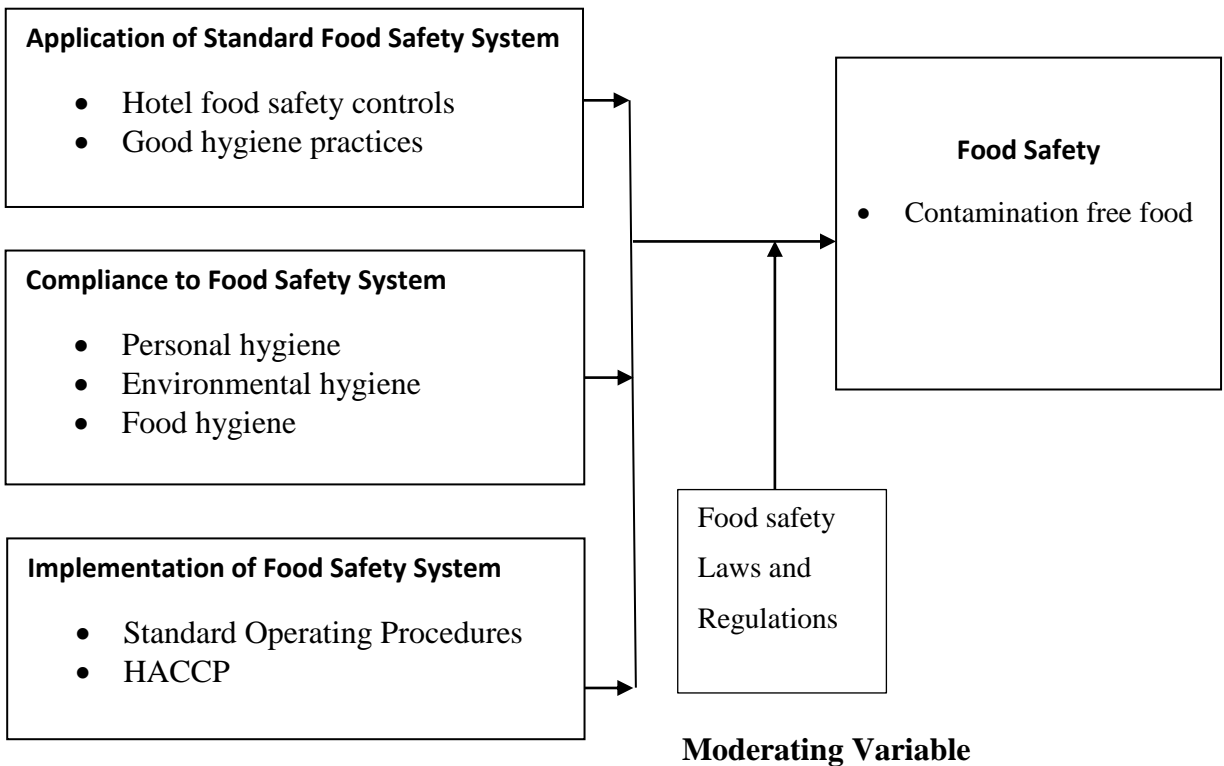 Application of Standard Food Safety System
• Hotel food safety controls
• Good hygiene practices
Compliance to Food Safety System
• Personal hygiene
• Environmental hygiene
• Food hygiene
Implementation of Food Safety System
• Standard Operating Procedures
• HACCP
Food Safety
• Contamination free food
Food safety
Laws and
Regulations
Moderating Variable